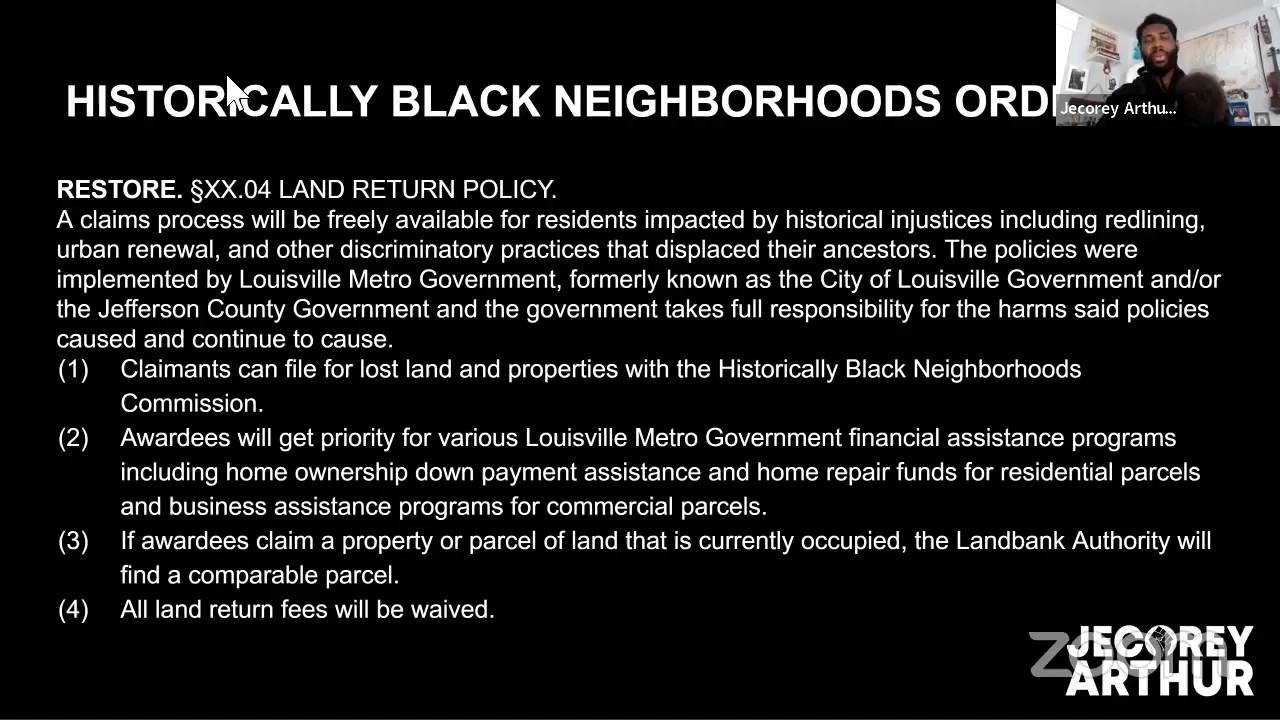 HISTORICALLY BLACK NEIGHBORHOODS ORD
Jecorey Arthu...
RESTORE. §XX.04 LAND RETURN POLICY.
A claims process will be freely available for residents impacted by historical injustices including redlining,
urban renewal, and other discriminatory practices that displaced their ancestors. The policies were
implemented by Louisville Metro Government, formerly known as the City of Louisville Government and/or
the Jefferson County Government and the government takes full responsibility for the harms said policies
caused and continue to cause.
(1) Claimants can file for lost land and properties with the Historically Black Neighborhoods
Commission.
(2) Awardees will get priority for various Louisville Metro Government financial assistance programs
including home ownership down payment assistance and home repair funds for residential parcels
and business assistance programs for commercial parcels.
(3) If awardees claim a property or parcel of land that is currently occupied, the Landbank Authority will
find a comparable parcel.
(4) All land return fees will be waived.
JECOREY
zoom
ARTHUR